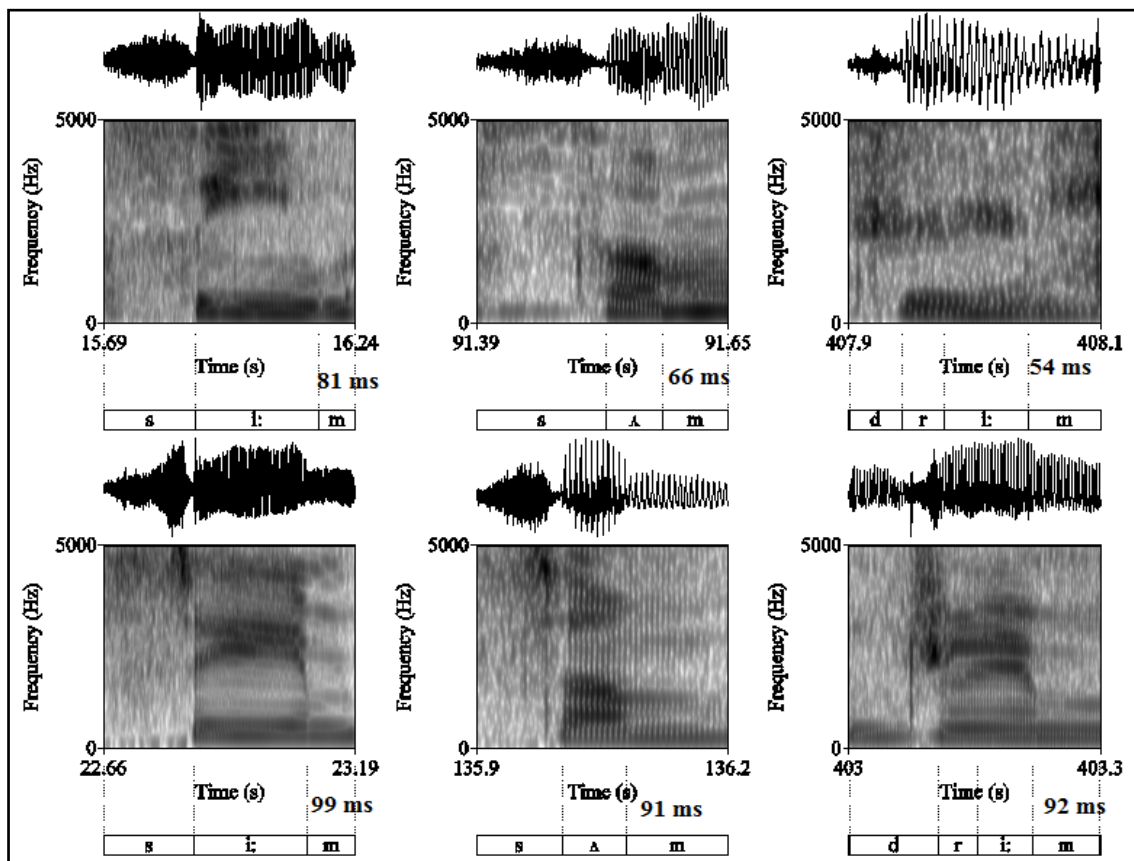 5000 5000 5000
Frequency (Hz) Frequency (Hz) Frequency (Hz)
0 0 0
15.69 16.24 91.39 91.65 407.9 408.1
Time (s) Time (s) Time (s)
81 ms 66 ms 54 ms
s i: m s ʌ m d r i: m
5000 5000 5000
Frequency (Hz) Frequency (Hz) Frequency (Hz)
0 0 0
22.66 23.19 135.9 136.2 403 403.3
Time (s) Time (s) Time (s)
99 ms 91 ms 92 ms
s i: m s ʌ m d r i: m